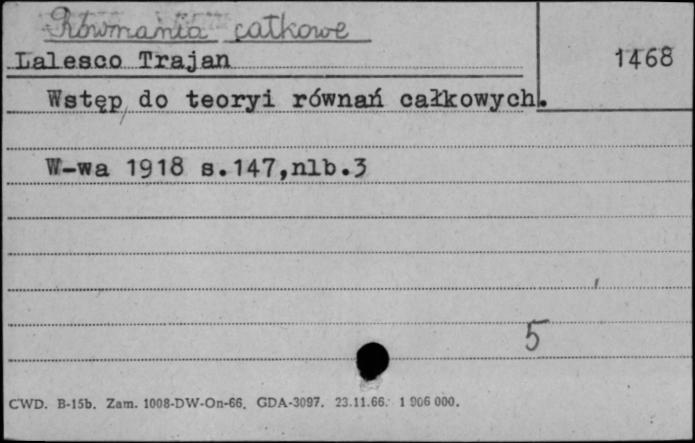 Równania całkowe
Lalesco Trajan
1468
Wstęp do teoryi równań całkowych.
W-wa 1918 s.147,nlb.3
5
CWD. B-15b. Zam. 1008-DW-On-66. GDA-3097. 23.11.66. 1 906 000.